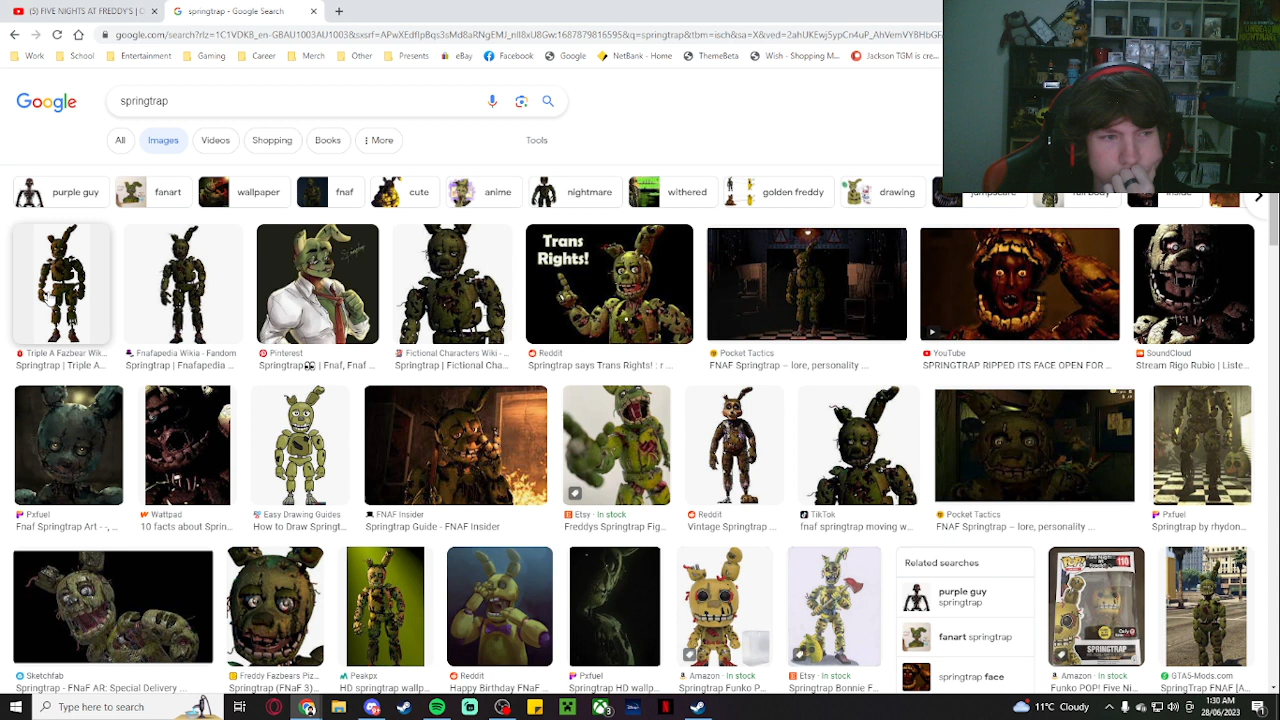 (5) FIVE NIGHTS AT FREDDY'S | springtrap - Google Search
google.com/search?rlz=1C1VDK8_en-GBAU1003AU1003&
Work School Entertainment Gaming Career Merch Other Presents eBay Facebook Google NetBank - Home ThemeBeta Wish - Shopping M... Jackson TGM is cre...
Google springtrap
All Images Videos Shopping Books More Tools
purple guy fanart wallpaper fnaf cute anime nightmare withered golden freddy drawing
Trans
Rights!
Triple A Fazbear Wik... Fnafapedia Wikia - Fandom Pinterest Fictional Characters Wiki - ... Reddit Pocket Tactics YouTube SoundCloud
Springtrap | Triple A... Springtrap | Fnafapedia ... Springtrap👀 | Fnaf, Fnaf ... Springtrap | Fictional Cha... Springtrap says Trans Rights! : r ... FNAF Springtrap – lore, personality ... SPRINGTRAP RIPPED ITS FACE OPEN FOR ... Stream Rigo Rubio | Liste...
Pxfuel Wattpad Easy Drawing Guides FNAF Insider Etsy · In stock Reddit TikTok Pocket Tactics Pxfuel
Fnaf Springtrap Art - -, ... 10 facts about Sprin... How to Draw Springt... Springtrap Guide - FNAF Insider Freddys Springtrap Fig... Vintage Springtrap ... fnaf springtrap moving w... FNAF Springtrap – lore, personality ... Springtrap by rhydon...
Related searches
purple guy
springtrap
fanart springtrap
springtrap face
110
SPRINGTRAP
Sketchfab Freddy Fazbears Piz... Peakpx Reddit Pxfuel Amazon · In stock Etsy · In stock Amazon · In stock GTA5-Mods.com
Springtrap - FNaF AR: Special Delivery ... Springtrap (FNAF 3)... HD springtrap wallp... Happy Birthday FNaF ... Springtrap HD wallp... Springtrap Funko P... Springtrap Bonnie F... Funko POP! Five Ni... SpringTrap FNAF [A...
Type here to search 11°C Cloudy 1:30 AM
28/06/2023